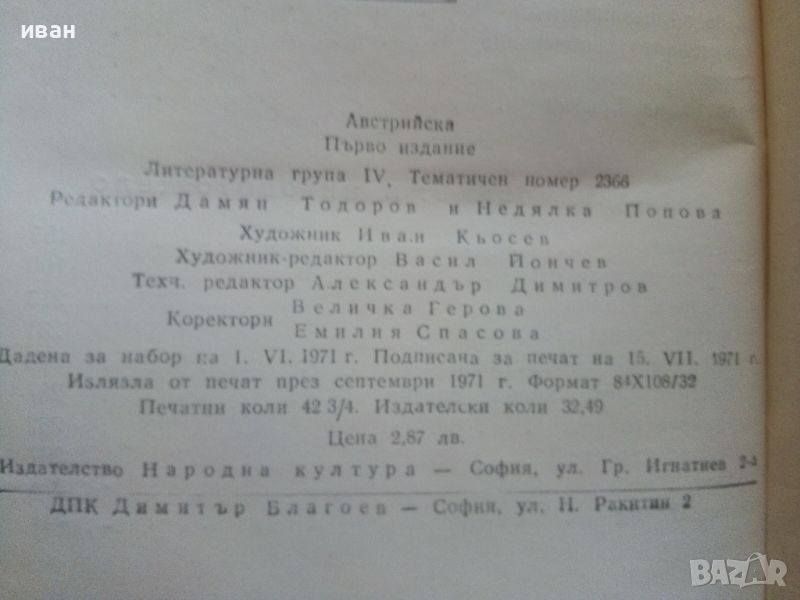 иван
Австрийска
Първо издание
Литературна група IV. Тематичен номер 2366
Редактори Дамян Тодоров и Недялка Попова
Художник Иван Кьосев
Художник-редактор Васил Йончев
Техн. редактор Александър Димитров
Коректори Величка Герова
Емилия Спасова
Дадена за набор на 1. VI. 1971 г. Подписана за печат на 15. VII. 1971 г.
Излязла от печат през септември 1971 г. Формат 84Х108/32
Печатни коли 42 3/4. Издателски коли 32,49
Цена 2,87 лв.
Издателство Народна култура — София, ул. Гр. Игнатиев 2-4
ДПК Димитър Благоев — София, ул. Н. Ракитин 2
BAZAR